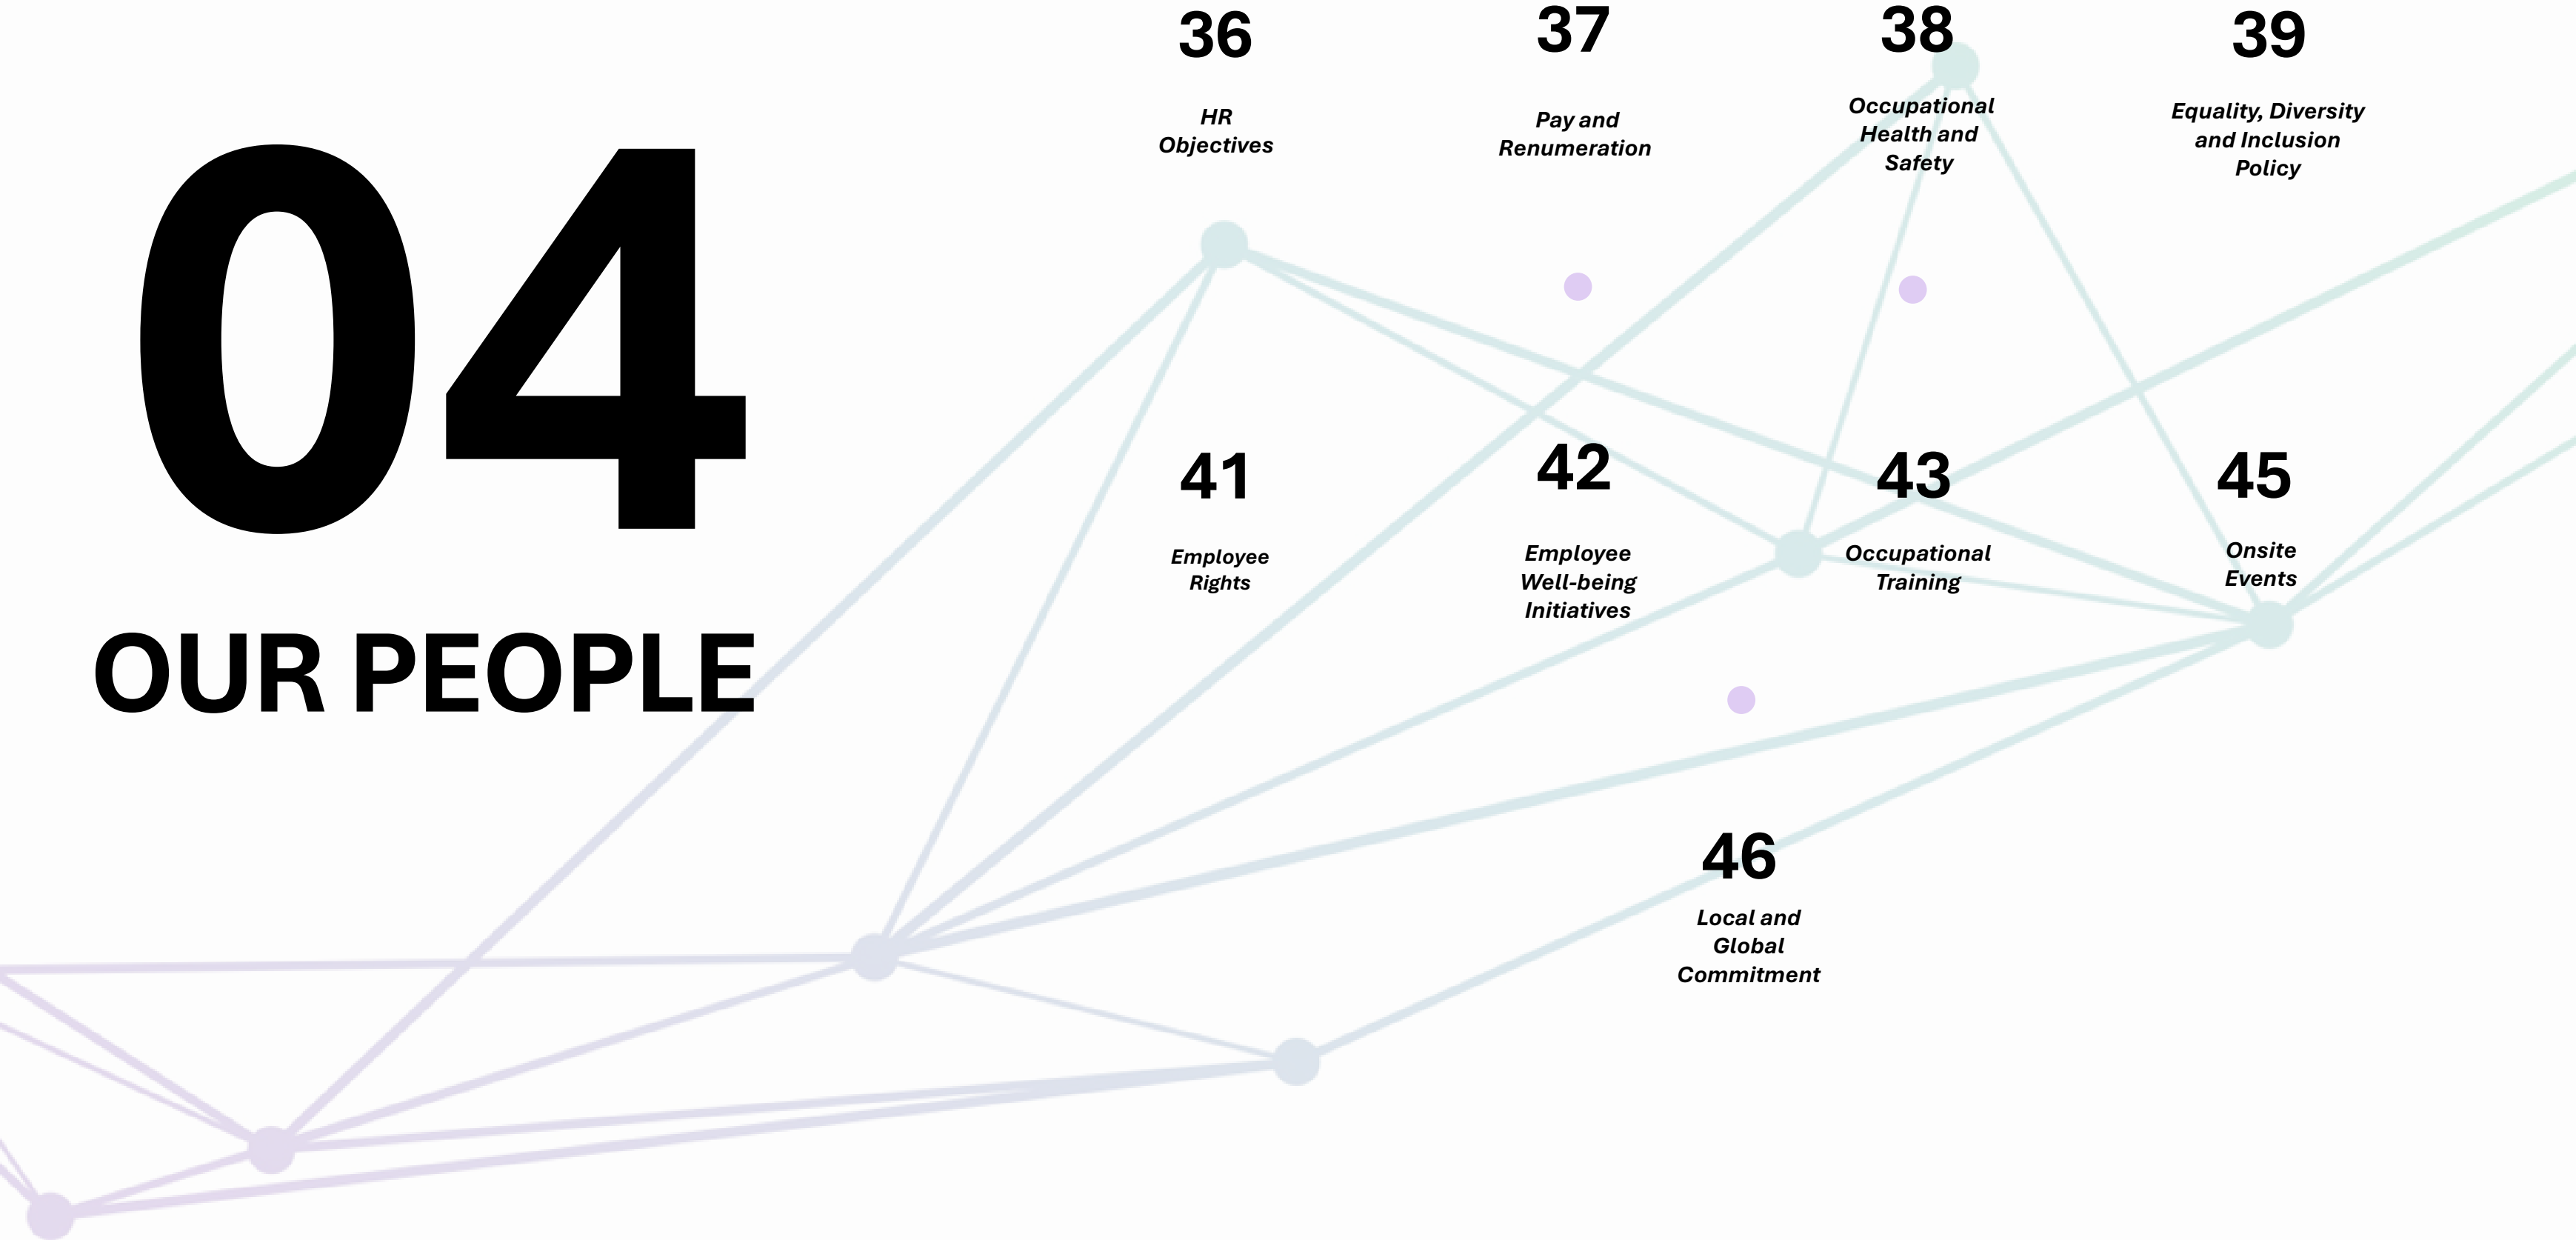 04
OUR PEOPLE
36
HR
Objectives
37
Pay and
Renumeration
38
Occupational
Health and
Safety
39
Equality, Diversity
and Inclusion
Policy
41
Employee
Rights
42
Employee
Well-being
Initiatives
43
Occupational
Training
45
Onsite
Events
46
Local and
Global
Commitment